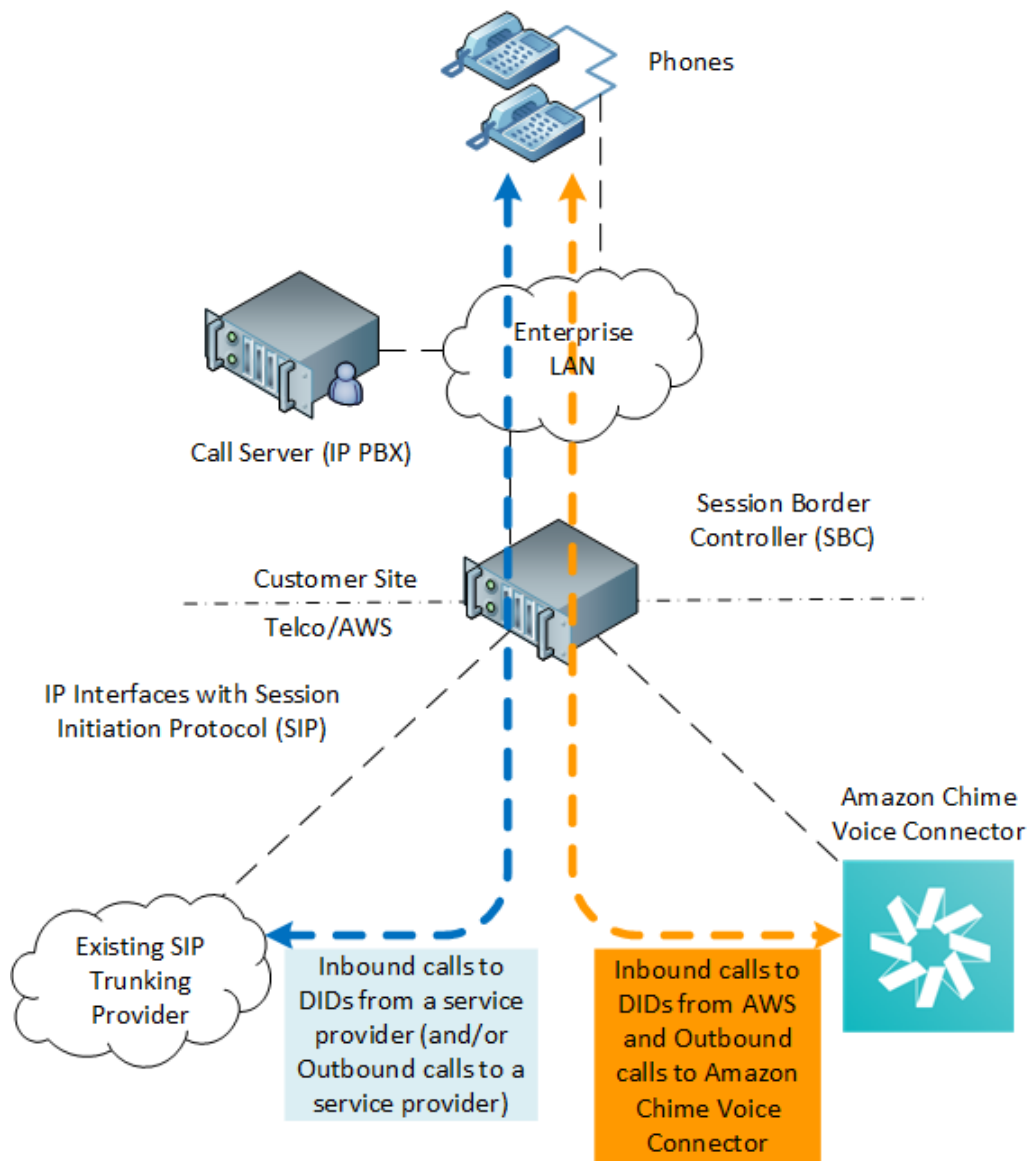 Phones
Enterprise
LAN
Call Server (IP PBX)
Session Border
Controller (SBC)
Customer Site
Telco/AWS
IP Interfaces with Session
Initiation Protocol (SIP)
Amazon Chime
Voice Connector
Existing SIP
Trunking
Provider
Inbound calls to
DIDs from a service
provider (and/or
Outbound calls to a
service provider)
Inbound calls to
DIDs from AWS
and Outbound
calls to Amazon
Chime Voice
Connector